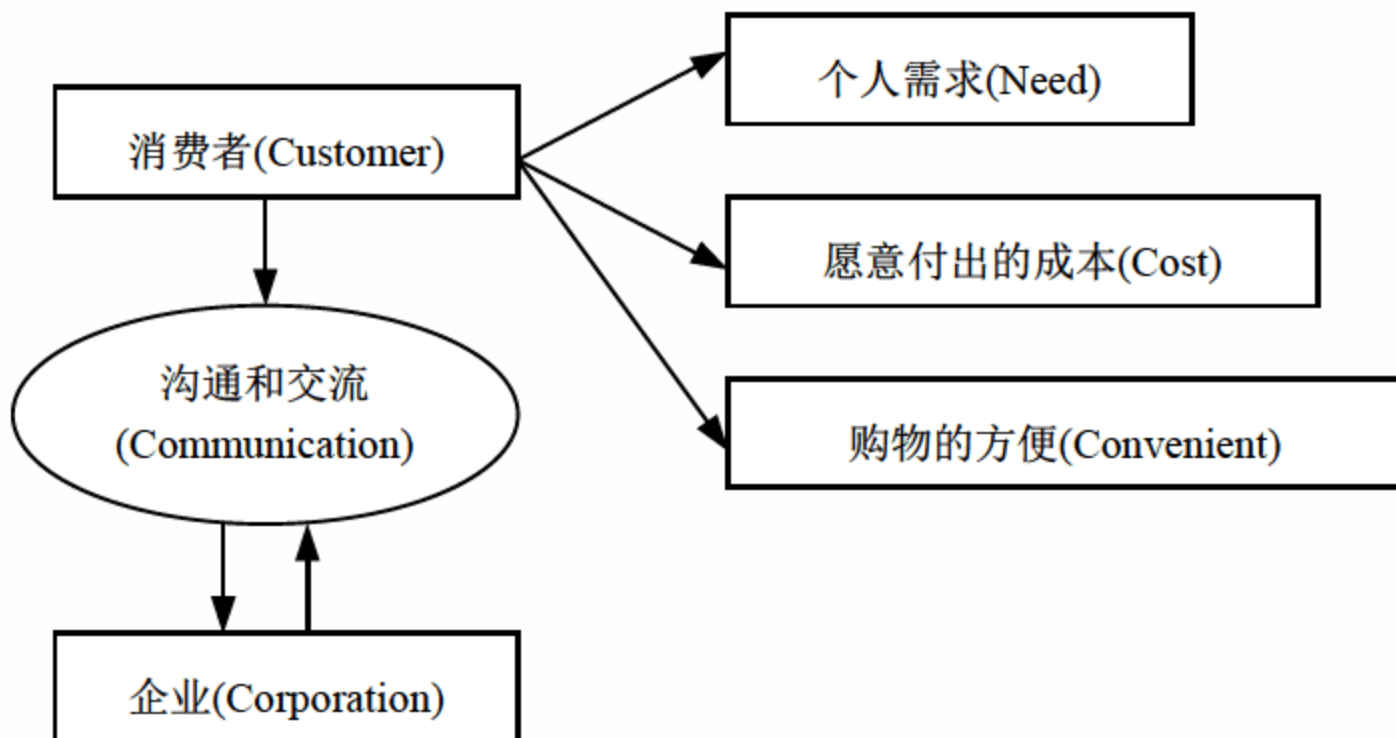 个人需求(Need)
消费者(Customer)
愿意付出的成本(Cost)
沟通和交流
(Communication)
购物的方便(Convenient)
企业(Corporation)